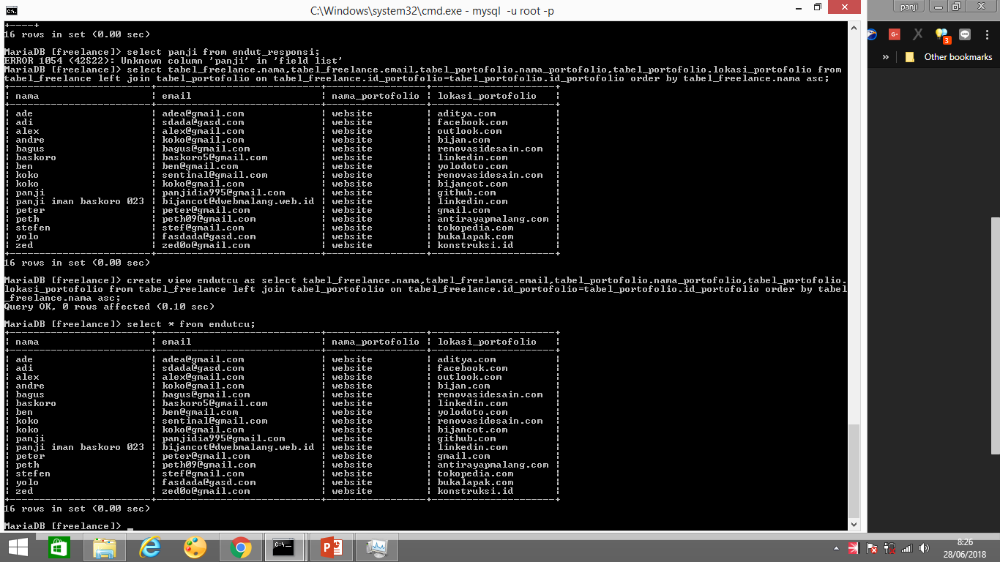 C:\Windows\system32\cmd.exe - mysql  -u root -p
panji
+----+
16 rows in set (0.00 sec)
MariaDB [freelance]> select panji from endut_responsi;
ERROR 1054 (42S22): Unknown column 'panji' in 'field list'
MariaDB [freelance]> select tabel_freelance.nama,tabel_freelance.email,tabel_portofolio.nama_portofolio,tabel_portofolio.lokasi_portofolio from
tabel_freelance left join tabel_portofolio on tabel_freelance.id_portofolio=tabel_portofolio.id_portofolio order by tabel_freelance.nama asc;
| nama | email | nama_portofolio | lokasi_portofolio |
| ade | adea@gmail.com | website | aditya.com |
| adi | sdada@gasd.com | website | facebook.com |
| alex | alex@gmail.com | website | outlook.com |
| andre | koko@gmail.com | website | bijan.com |
| bagus | bagus@gmail.com | website | renovasidesain.com |
| baskoro | baskoro5@gmail.com | website | linkedin.com |
| ben | ben@gmail.com | website | yolodoto.com |
| koko | sentinal@gmail.com | website | renovasidesain.com |
| koko | koko@gmail.com | website | bijancot.com |
| panji | panjidia995@gmail.com | website | github.com |
| panji iman baskoro 023 | bijancot@dwebmalang.web.id | website | linkedin.com |
| peter | peter@gmail.com | website | gmail.com |
| peth | peth09@gmail.com | website | antirayapmalang.com |
| stefen | stef@gmail.com | website | tokopedia.com |
| yolo | fasdada@gasd.com | website | bukalapak.com |
| zed | zed0o@gmail.com | website | konstruksi.id |
16 rows in set (0.00 sec)
MariaDB [freelance]> create view endutcu as select tabel_freelance.nama,tabel_freelance.email,tabel_portofolio.nama_portofolio,tabel_portofolio.
lokasi_portofolio from tabel_freelance left join tabel_portofolio on tabel_freelance.id_portofolio=tabel_portofolio.id_portofolio order by tabel
_freelance.nama asc;
Query OK, 0 rows affected (0.10 sec)
MariaDB [freelance]> select * from endutcu;
| nama | email | nama_portofolio | lokasi_portofolio |
| ade | adea@gmail.com | website | aditya.com |
| adi | sdada@gasd.com | website | facebook.com |
| alex | alex@gmail.com | website | outlook.com |
| andre | koko@gmail.com | website | bijan.com |
| bagus | bagus@gmail.com | website | renovasidesain.com |
| baskoro | baskoro5@gmail.com | website | linkedin.com |
| ben | ben@gmail.com | website | yolodoto.com |
| koko | sentinal@gmail.com | website | renovasidesain.com |
| koko | koko@gmail.com | website | bijancot.com |
| panji | panjidia995@gmail.com | website | github.com |
| panji iman baskoro 023 | bijancot@dwebmalang.web.id | website | linkedin.com |
| peter | peter@gmail.com | website | gmail.com |
| peth | peth09@gmail.com | website | antirayapmalang.com |
| stefen | stef@gmail.com | website | tokopedia.com |
| yolo | fasdada@gasd.com | website | bukalapak.com |
| zed | zed0o@gmail.com | website | konstruksi.id |
16 rows in set (0.00 sec)
MariaDB [freelance]> _
3
» Other bookmarks
8:26
28/06/2018